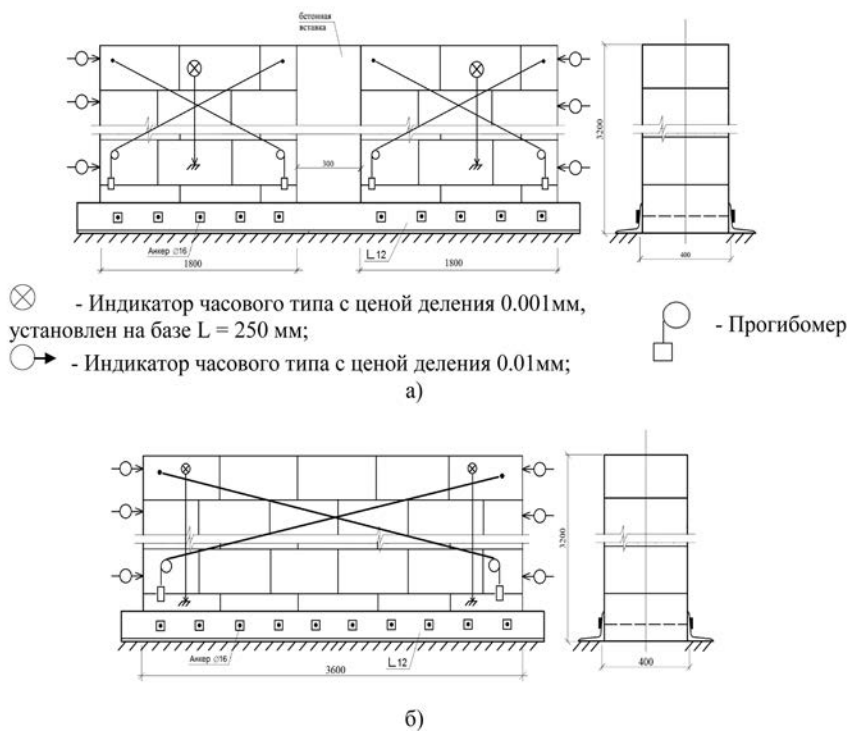 бетонная
вставка
3200
300
Анкер ∅16
∟12
400
1800
1800
- Индикатор часового типа с ценой деления 0.001мм,
установлен на базе L = 250 мм;
- Прогибомер
- Индикатор часового типа с ценой деления 0.01мм;
а)
3200
Анкер ∅16
∟12
3600
400
б)